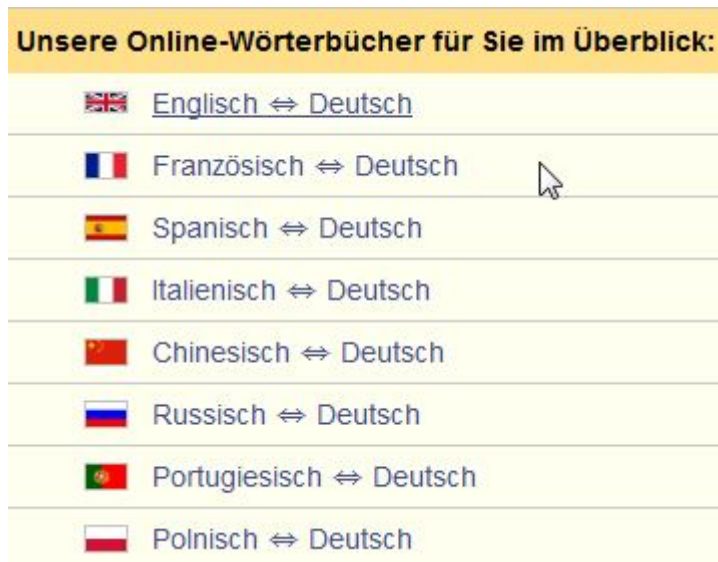 Unsere Online-Wörterbücher für Sie im Überblick:
Englisch ⇔ Deutsch
Französisch ⇔ Deutsch
Spanisch ⇔ Deutsch
Italienisch ⇔ Deutsch
Chinesisch ⇔ Deutsch
Russisch ⇔ Deutsch
Portugiesisch ⇔ Deutsch
Polnisch ⇔ Deutsch